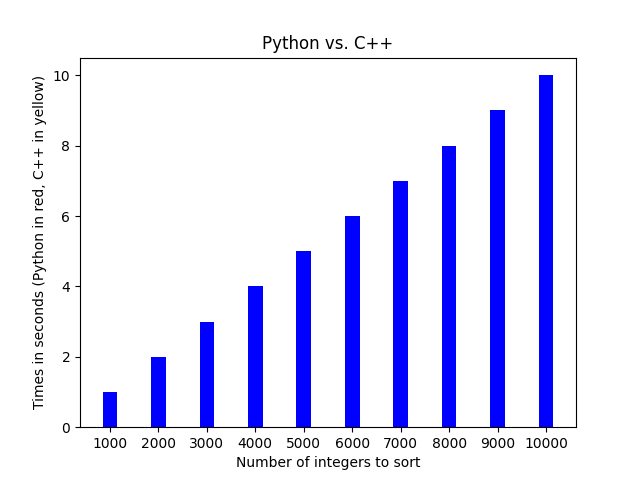 Python vs. C++
Times in seconds (Python in red, C++ in yellow)
10
8
6
4
2
0
1000 2000 3000 4000 5000 6000 7000 8000 9000 10000
Number of integers to sort